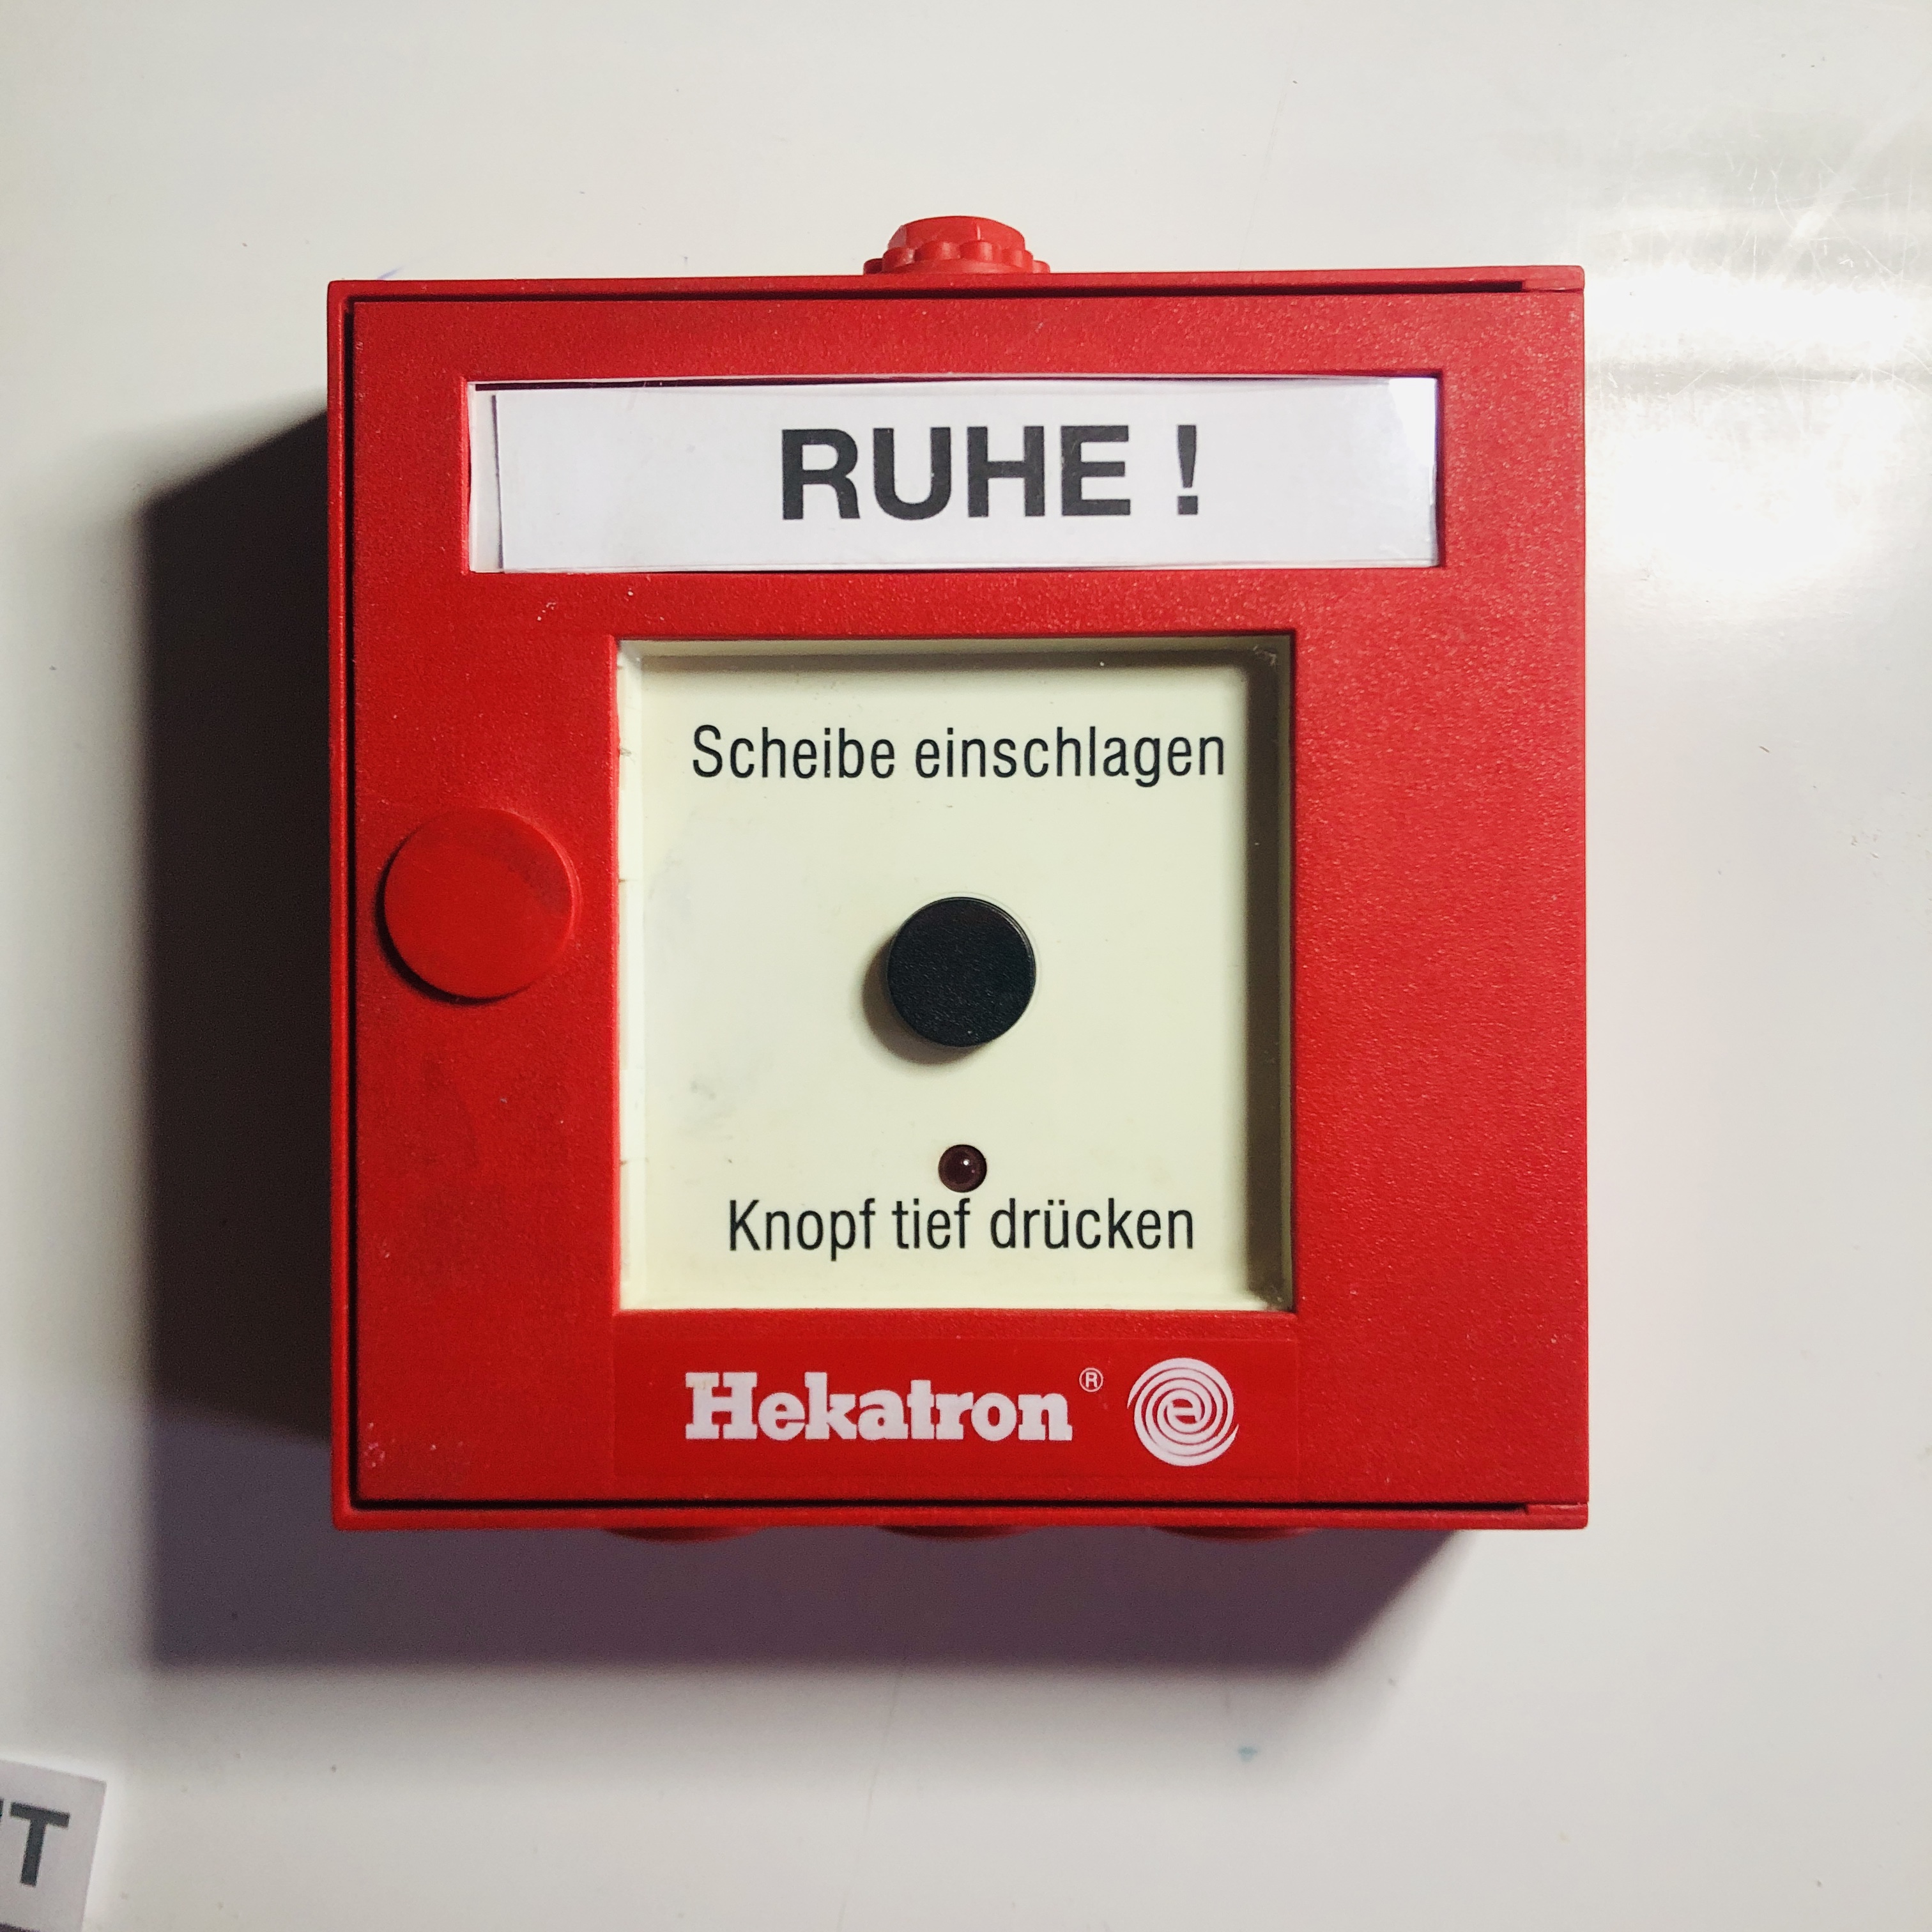 RUHE !
Scheibe einschlagen
Knopf tief drücken
Hekatron ®